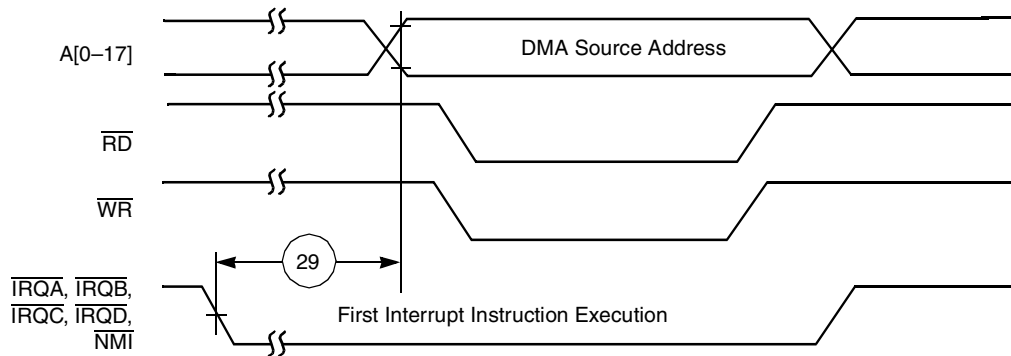 A[0–17]
DMA Source Address
RD
WR
29
IRQA, IRQB,
IRQC, IRQD,
NMI
First Interrupt Instruction Execution